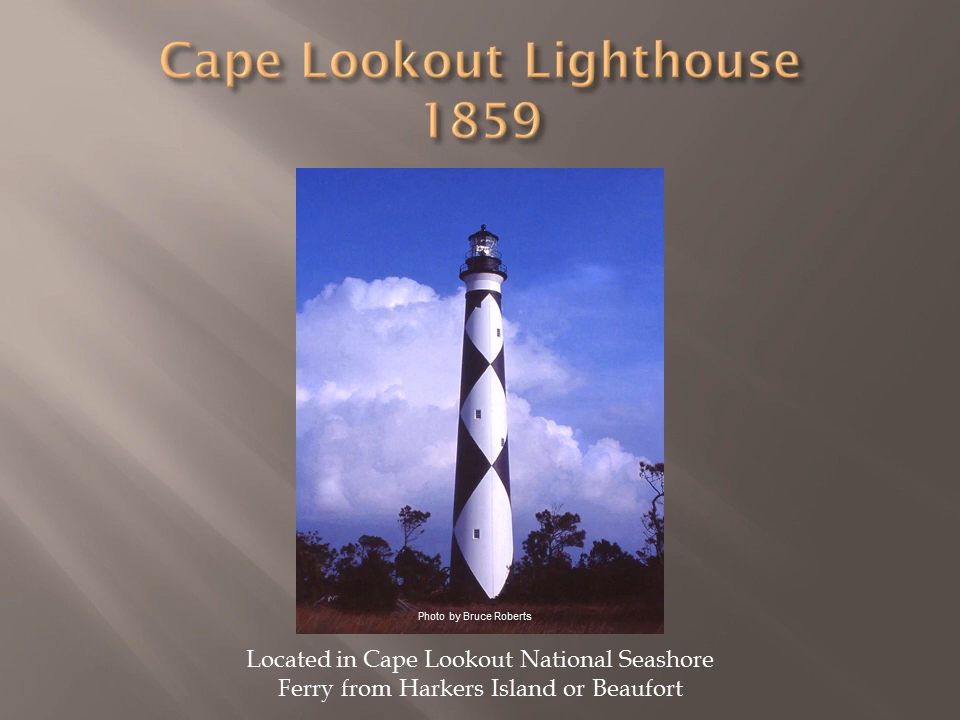 Cape Lookout Lighthouse
1859
Photo by Bruce Roberts
Located in Cape Lookout National Seashore
Ferry from Harkers Island or Beaufort